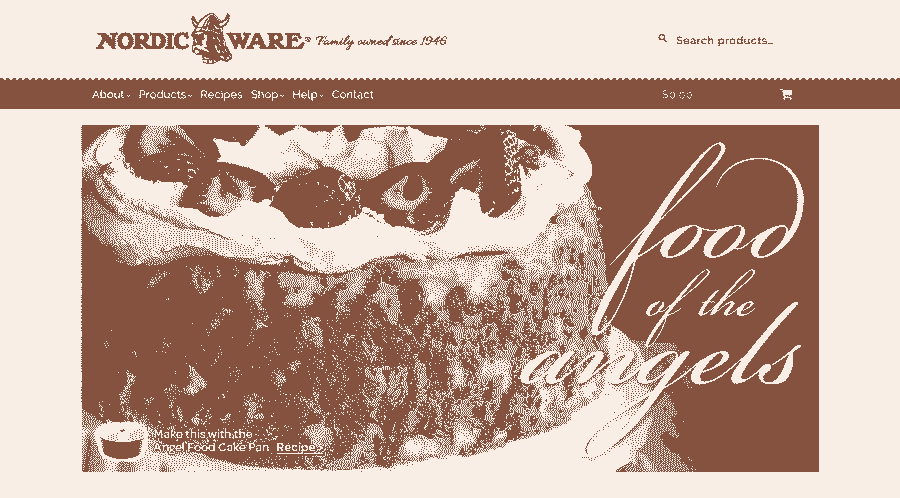 NORDIC WARE® Family owned since 1946
Search products…
About Products Recipes Shop Help Contact
$0.00
food
of the
angels
Make this with the
Angel Food Cake Pan Recipe